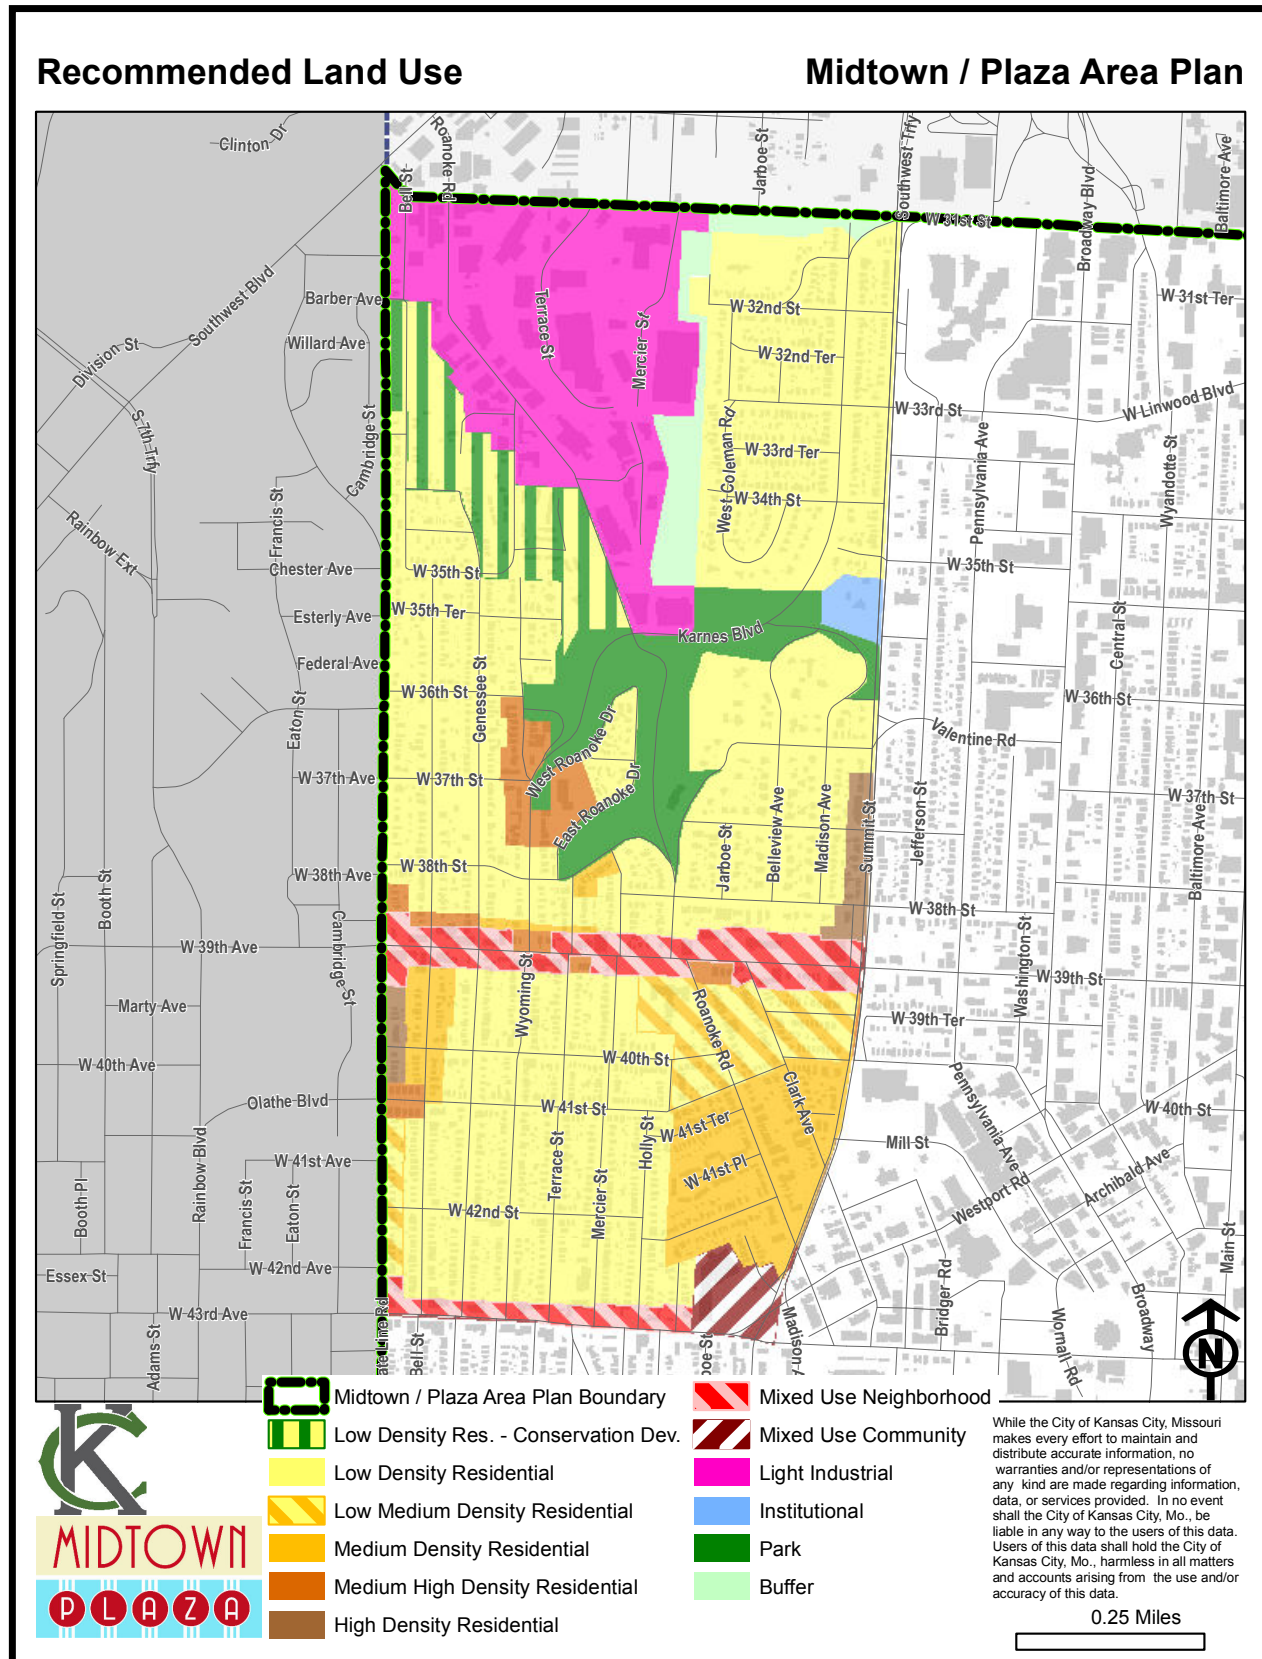 Recommended Land Use
Midtown / Plaza Area Plan
Clinton Dr
Roanoke Rd
Bell St
Jarboe St
Southwest Trfy
Broadway Blvd
Baltimore Ave
W 31st St
Barber Ave
Southwest Blvd
Willard Ave
Division St
S 7th Trfy
Cambridge St
Terrace St
Mercier St
W 32nd St
W 31st Ter
W 32nd Ter
W 33rd St
W Linwood Blvd
West Coleman Rd
W 33rd Ter
Pennsylvania Ave
Wyandotte St
W 34th St
Rainbow Ext
Francis St
Chester Ave
W 35th St
W 35th St
Esterly Ave
W 35th Ter
Karnes Blvd
Central St
Federal Ave
Genessee St
W 36th St
W 36th St
Eaton St
West Roanoke Dr
Valentine Rd
W 37th Ave
W 37th St
East Roanoke Dr
W 37th St
Jarboe St
Belleview Ave
Madison Ave
Summit St
Jefferson St
Baltimore Ave
W 38th Ave
W 38th St
Springfield St
Booth St
W 38th St
Cambridge St
W 39th Ave
Wyoming St
Washington St
W 39th St
Marty Ave
Roanoke Rd
W 39th Ter
W 40th Ave
W 40th St
Clark Ave
Pennsylvania Ave
Olathe Blvd
W 41st St
W 41st Ter
W 40th St
Rainbow Blvd
Holly St
Mill St
W 41st Ave
Terrace St
Mercier St
W 41st Pl
Archibald Ave
Westport Rd
Booth Pl
Francis St
Eaton St
W 42nd St
Main St
Essex St
W 42nd Ave
Bridger Rd
Broadway
W 43rd Ave
Wornall Rd
Adams St
Bell St
N
Midtown / Plaza Area Plan Boundary
Low Density Res. - Conservation Dev.
Low Density Residential
Low Medium Density Residential
Medium Density Residential
Medium High Density Residential
High Density Residential
Mixed Use Neighborhood
Mixed Use Community
Light Industrial
Institutional
Park
Buffer
KC
MIDTOWN
PLAZA
While the City of Kansas City, Missouri
makes every effort to maintain and
distribute accurate information, no
warranties and/or representations of
any kind are made regarding information,
data, or services provided. In no event
shall the City of Kansas City, Mo., be
liable in any way to the users of this data.
Users of this data shall hold the City of
Kansas City, Mo., harmless in all matters
and accounts arising from the use and/or
accuracy of this data.
0.25 Miles